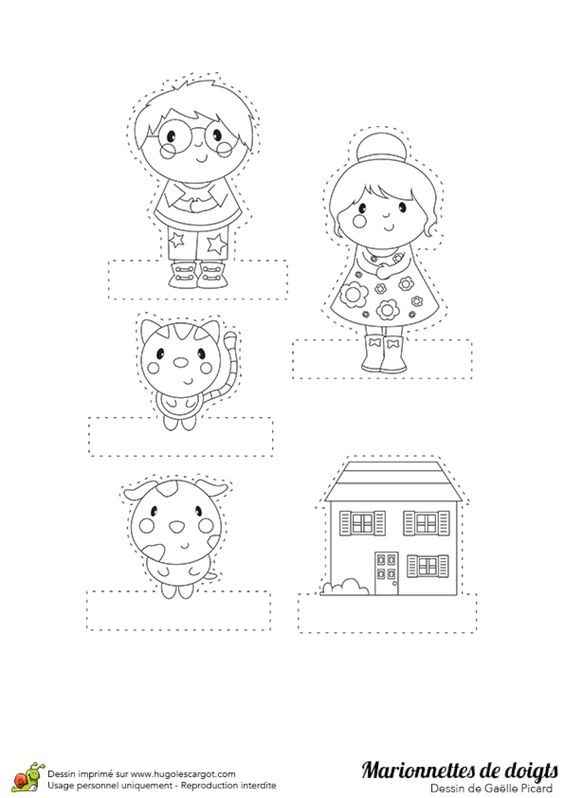 Dessin imprimé sur www.hugolescargot.com
Usage personnel uniquement - Reproduction interdite
Marionnettes de doigts
Dessin de Gaëlle Picard